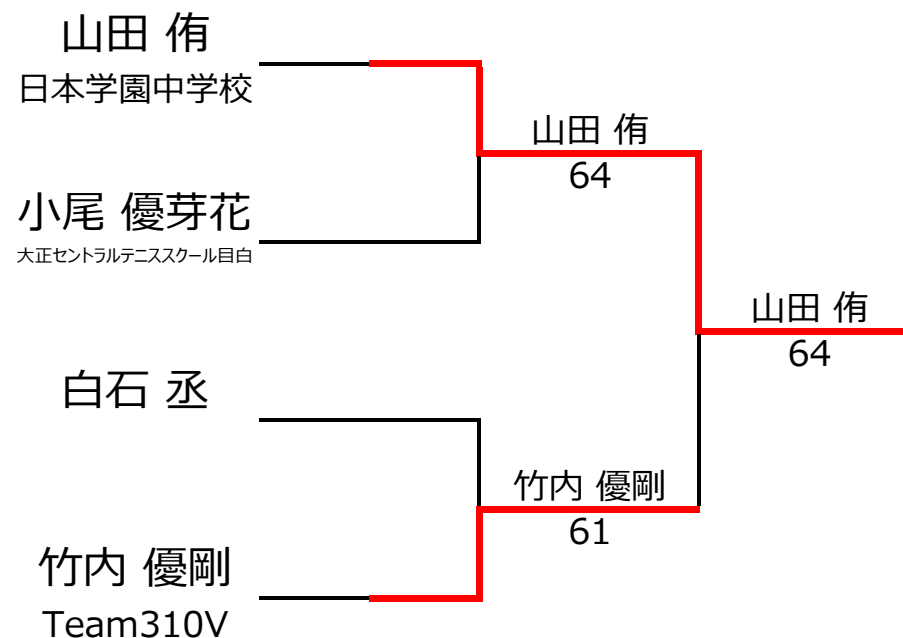 山田 侑
日本学園中学校
山田 侑
64
小尾 優芽花
大正セントラルテニススクール目白
山田 侑
64
白石 丞
竹内 優剛
61
竹内 優剛
Team310V